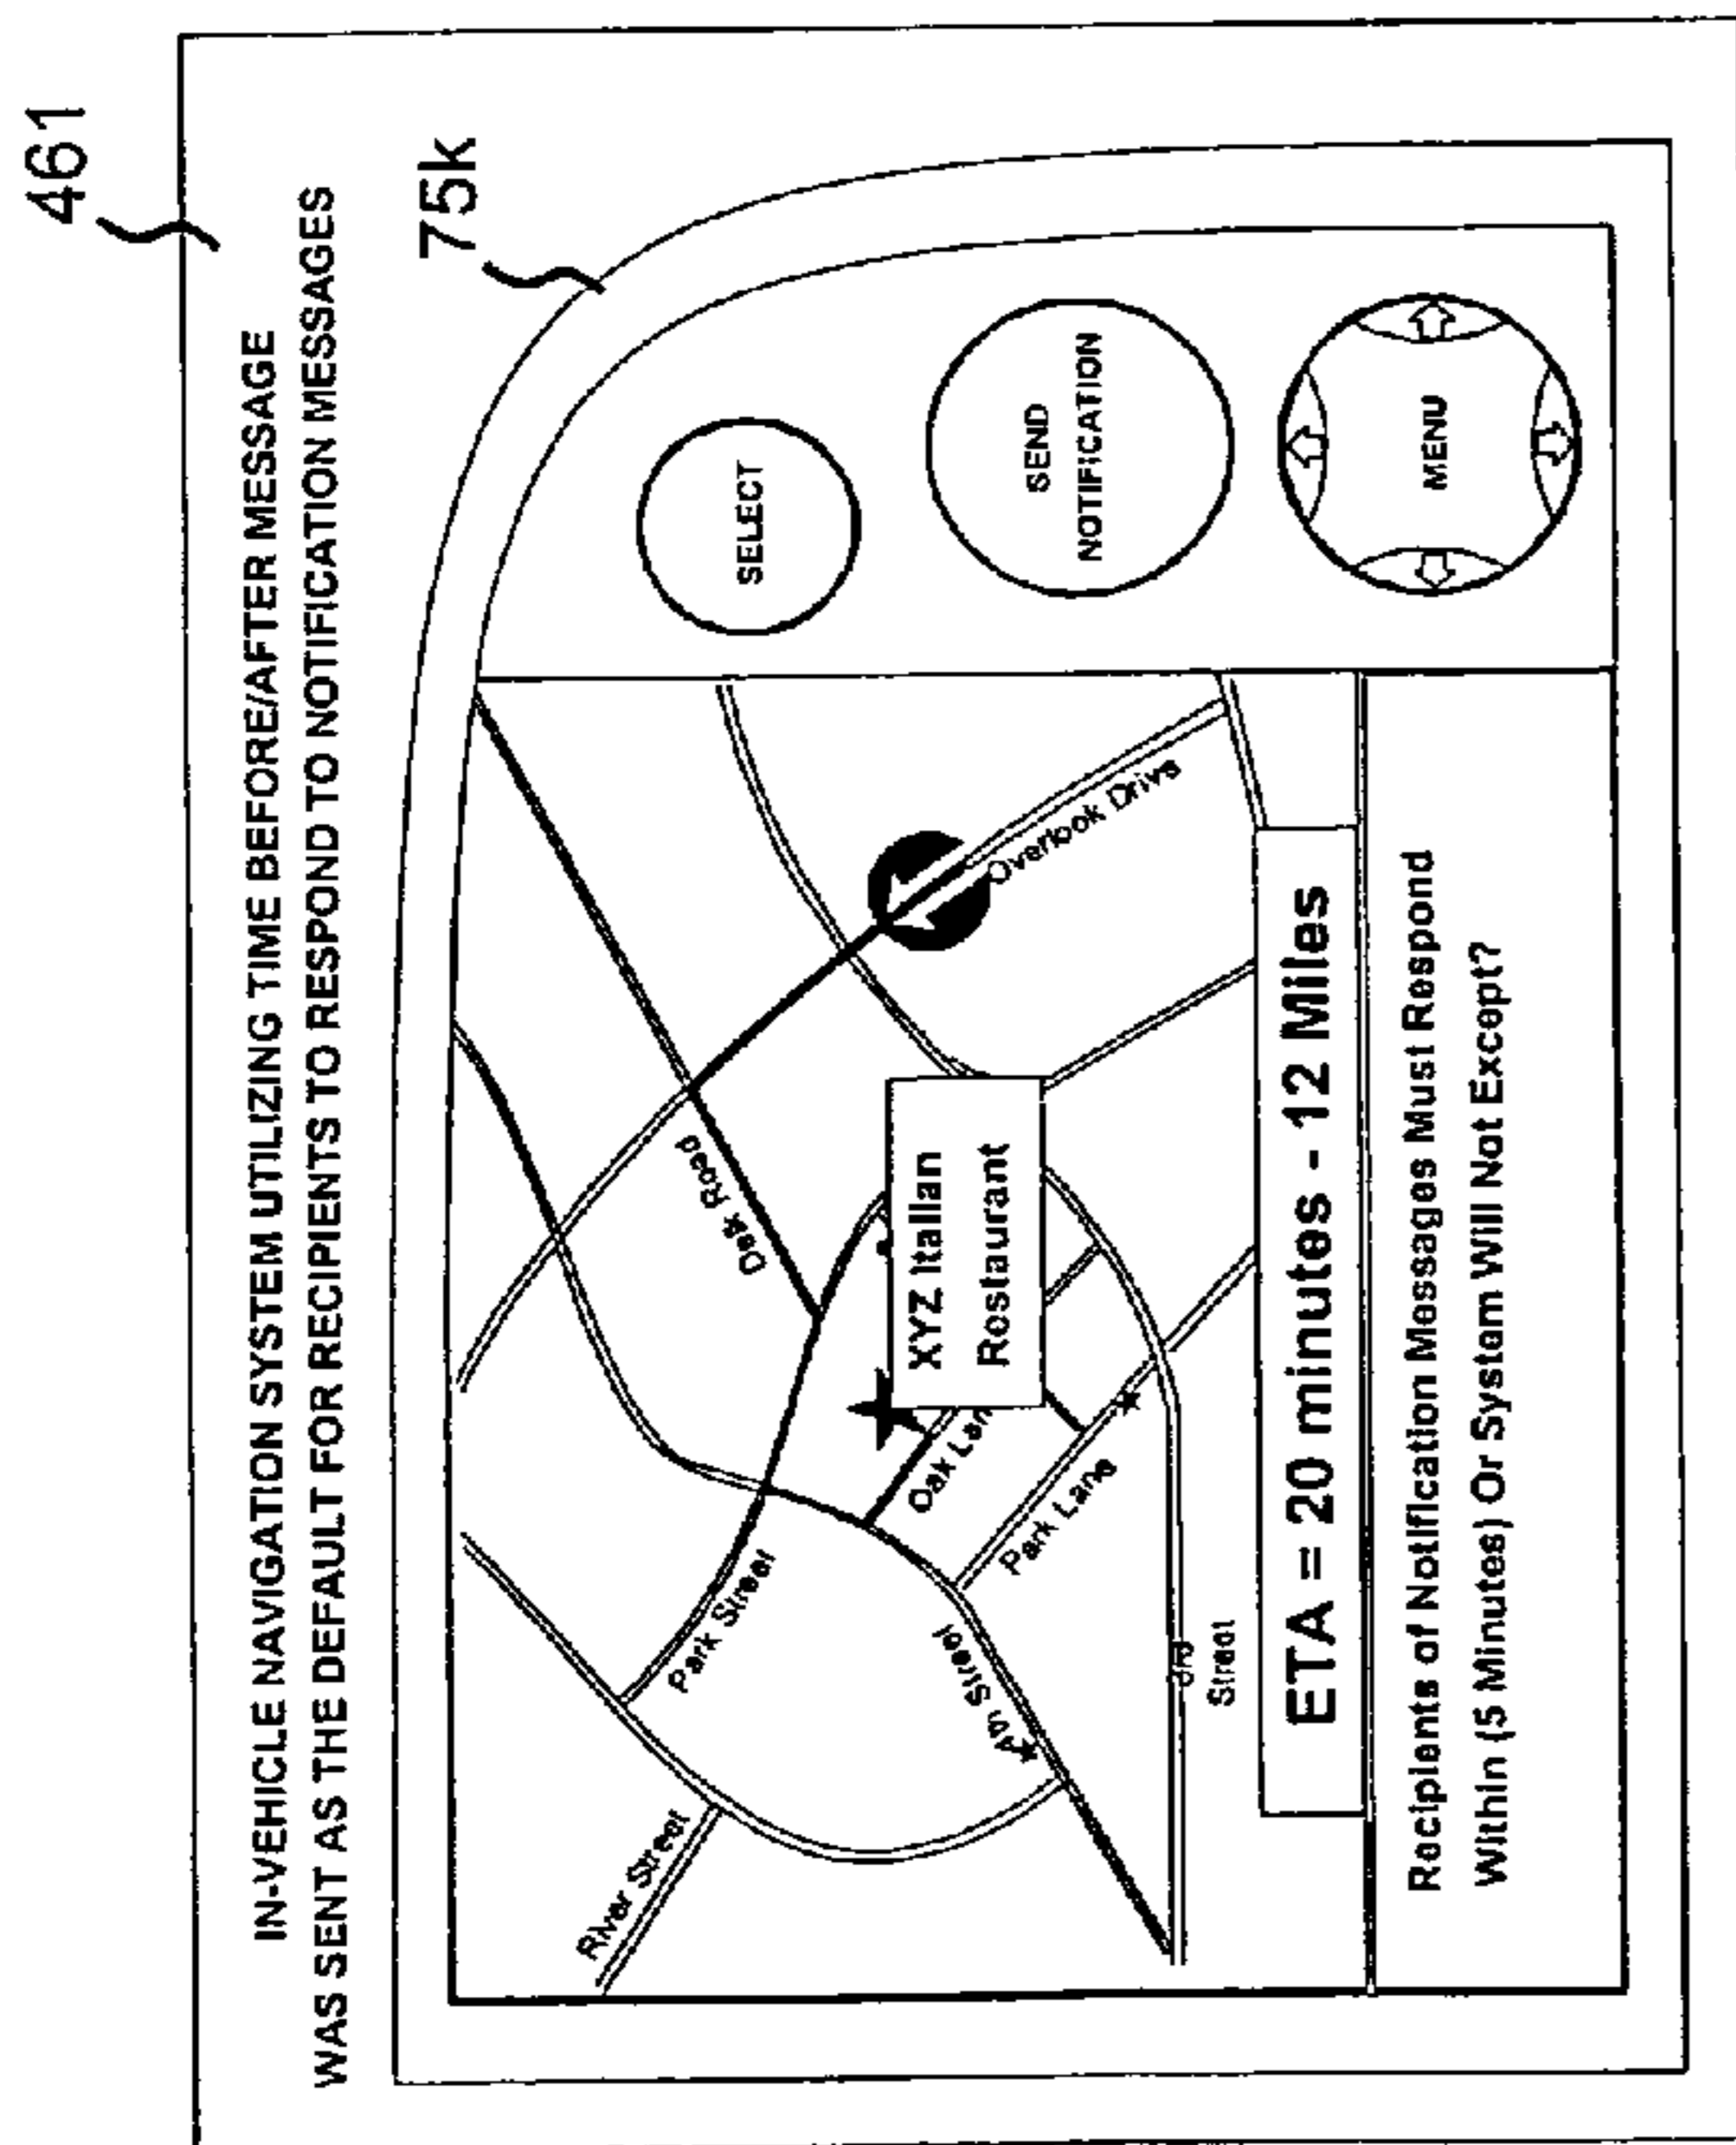 461
IN-VEHICLE NAVIGATION SYSTEM UTILIZING TIME BEFORE/AFTER MESSAGE
WAS SENT AS THE DEFAULT FOR RECIPIENTS TO RESPOND TO NOTIFICATION MESSAGES
75k
River Street
Park Street
Oak Road
4th Street
Oak Lan
Park Lane
3rd
Street
XYZ Italian
Restaurant
Overlook Drive
ETA = 20 minutes - 12 Miles
Recipients of Notification Messages Must Respond
Within (5 Minutes) Or System Will Not Except?
SELECT
SEND
NOTIFICATION
MENU